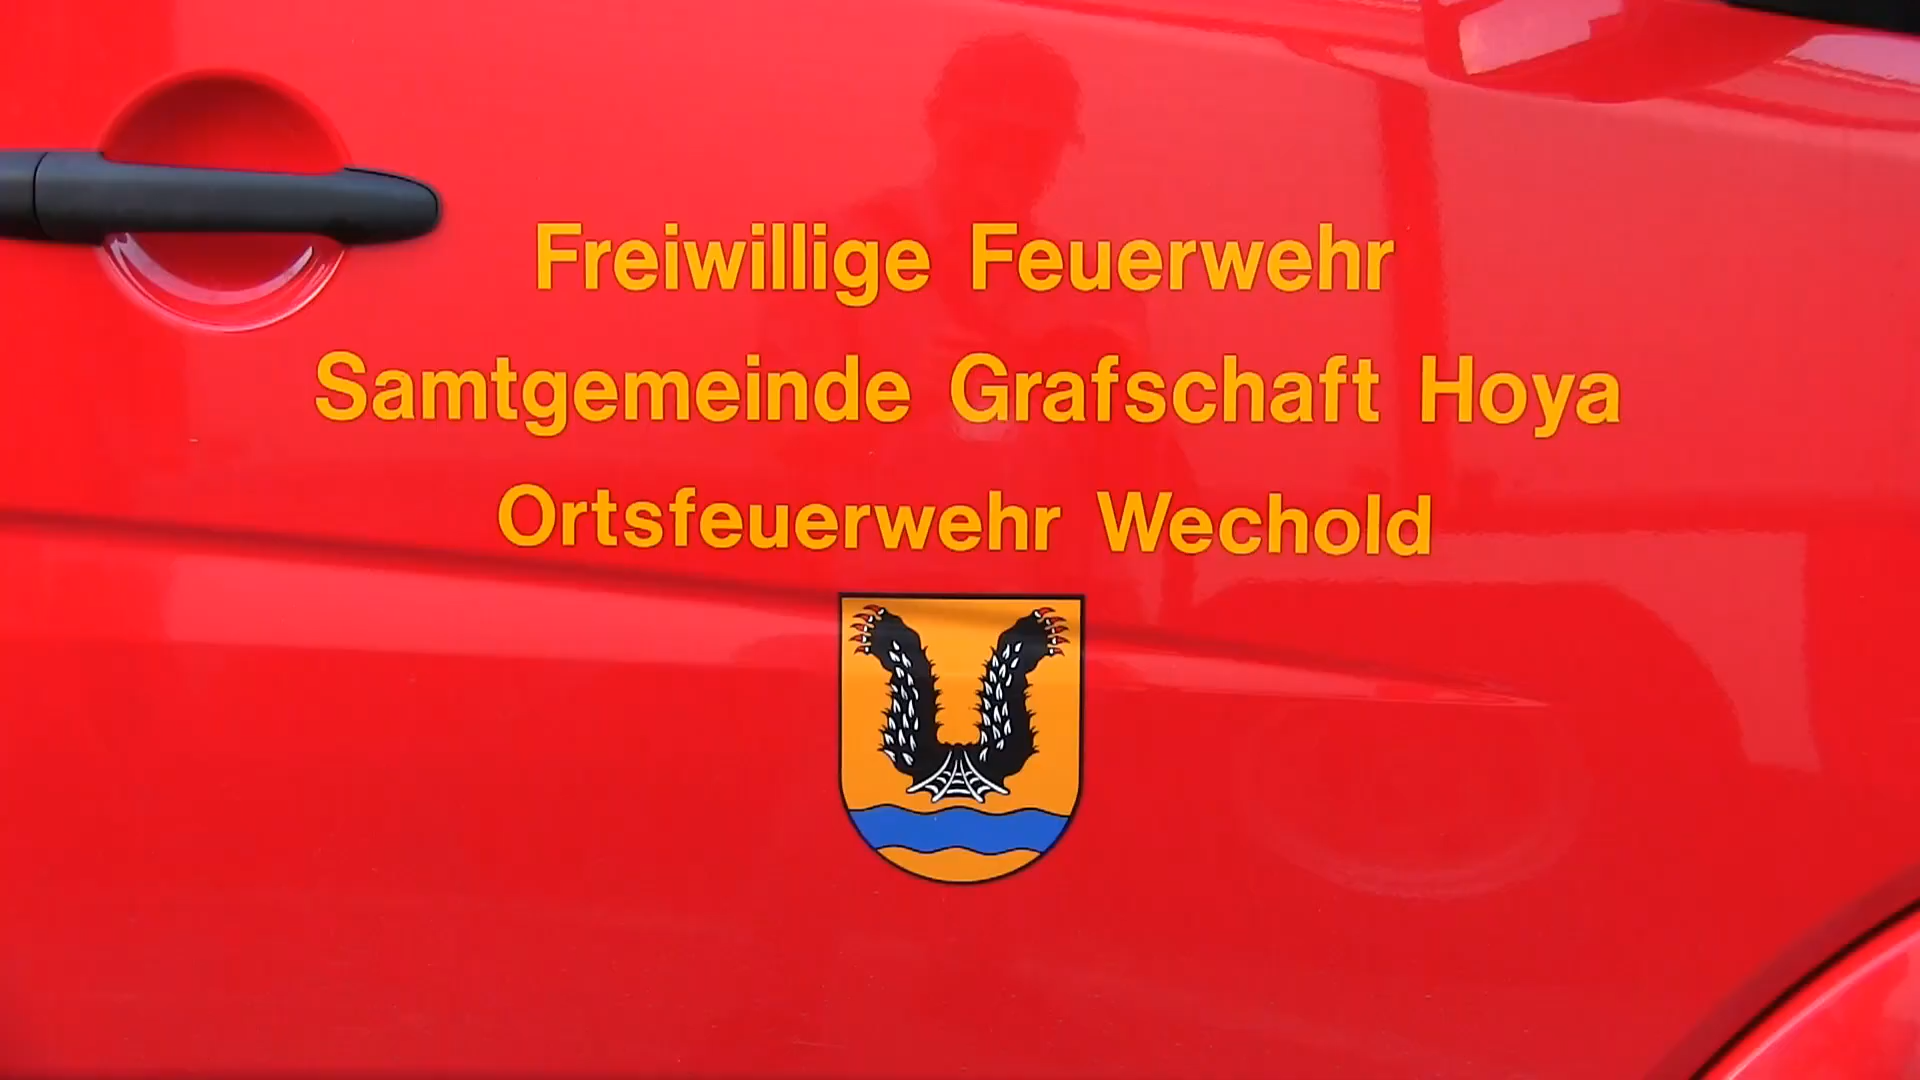 Freiwillige Feuerwehr
Samtgemeinde Grafschaft Hoya
Ortsfeuerwehr Wechold